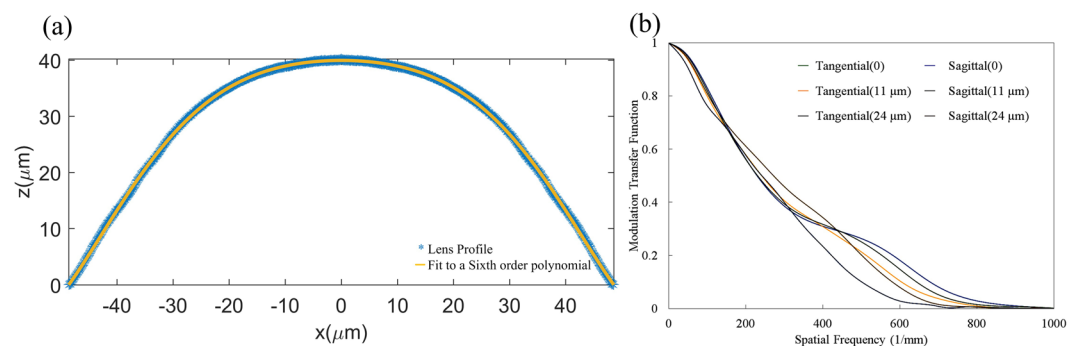 (a)
40
30
20
10
0
z(μm)
* Lens Profile
Fit to a Sixth order polynomial
-40 -30 -20 -10 0 10 20 30 40
x(μm)
(b)
1
0.8
0.6
0.4
0.2
0
Modulation Transfer Function
Tangential(0) Sagittal(0)
Tangential(11 μm) Sagittal(11 μm)
Tangential(24 μm) Sagittal(24 μm)
0 200 400 600 800 1000
Spatial Frequency (1/mm)